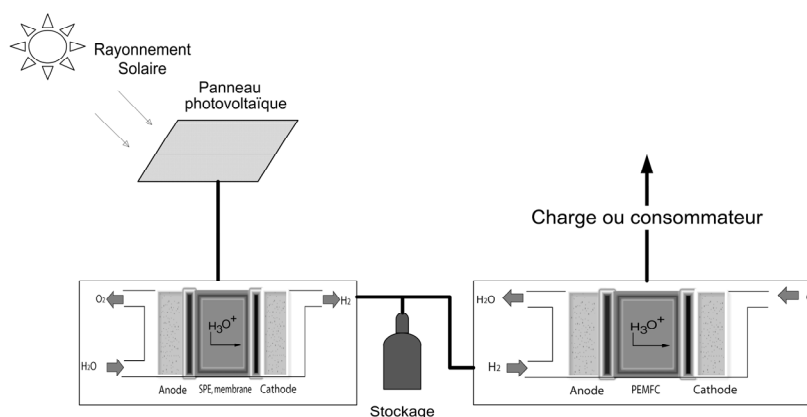 Rayonnement
Solaire
Panneau
photovoltaïque
Charge ou consommateur
O₂
H₂
H₂O
H₃O⁺
H₂O
H₃O⁺
H₂
Anode SPE, membrane Cathode
Anode PEMFC Cathode
Stockage